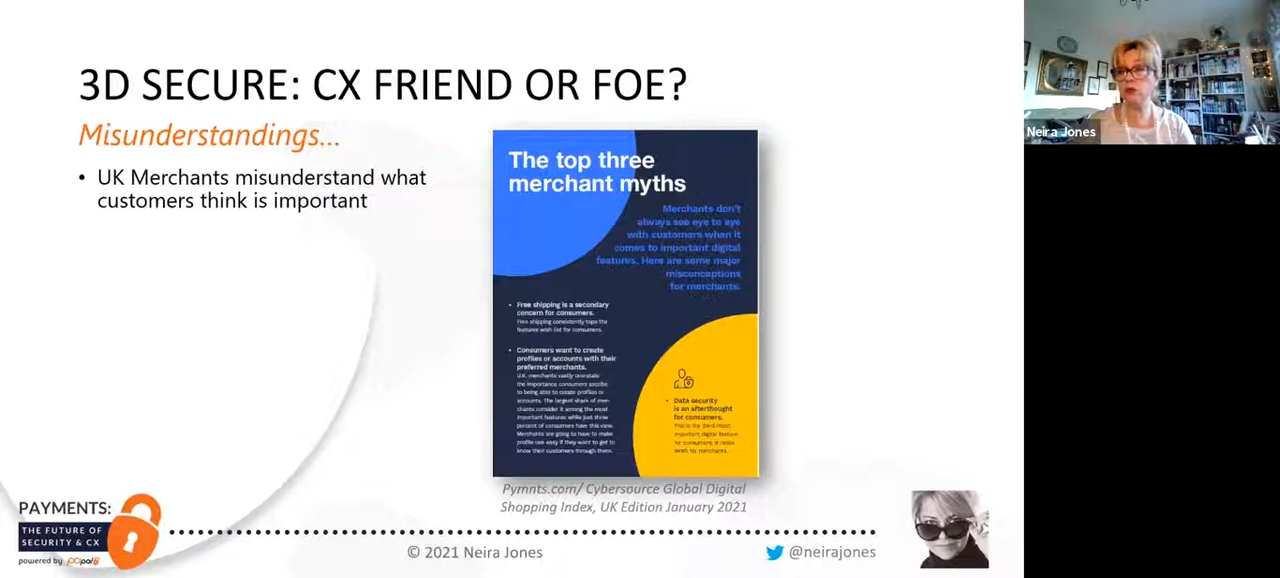 3D SECURE: CX FRIEND OR FOE?
Misunderstandings...
• UK Merchants misunderstand what
customers think is important
The top three
merchant myths
Merchants don't
always see eye to eye
with customers when it
comes to important digital
features. Here are some major
misconceptions
for merchants.
• Free shipping is a secondary
concern for consumers.
Free shipping consistently tops the
features wish list for consumers.
• Consumers want to create
profiles or accounts with their
preferred merchants.
U.K. merchants vastly overstate
the importance consumers ascribe
to being able to create profiles or
accounts. The largest share of mer-
chants consider it among the most
important features while just three
percent of consumers have this view.
Merchants are going to have to make
profile use easy if they want to get to
know their customers through them.
• Data security
is an afterthought
for consumers.
This is the third-most
important digital feature
for consumers. It ranks
for merchants.
Pymnts.com/ Cybersource Global Digital
Shopping Index, UK Edition January 2021
PAYMENTS:
THE FUTURE OF
SECURITY & CX
powered by pcipal
© 2021 Neira Jones
@neirajones
Neira Jones